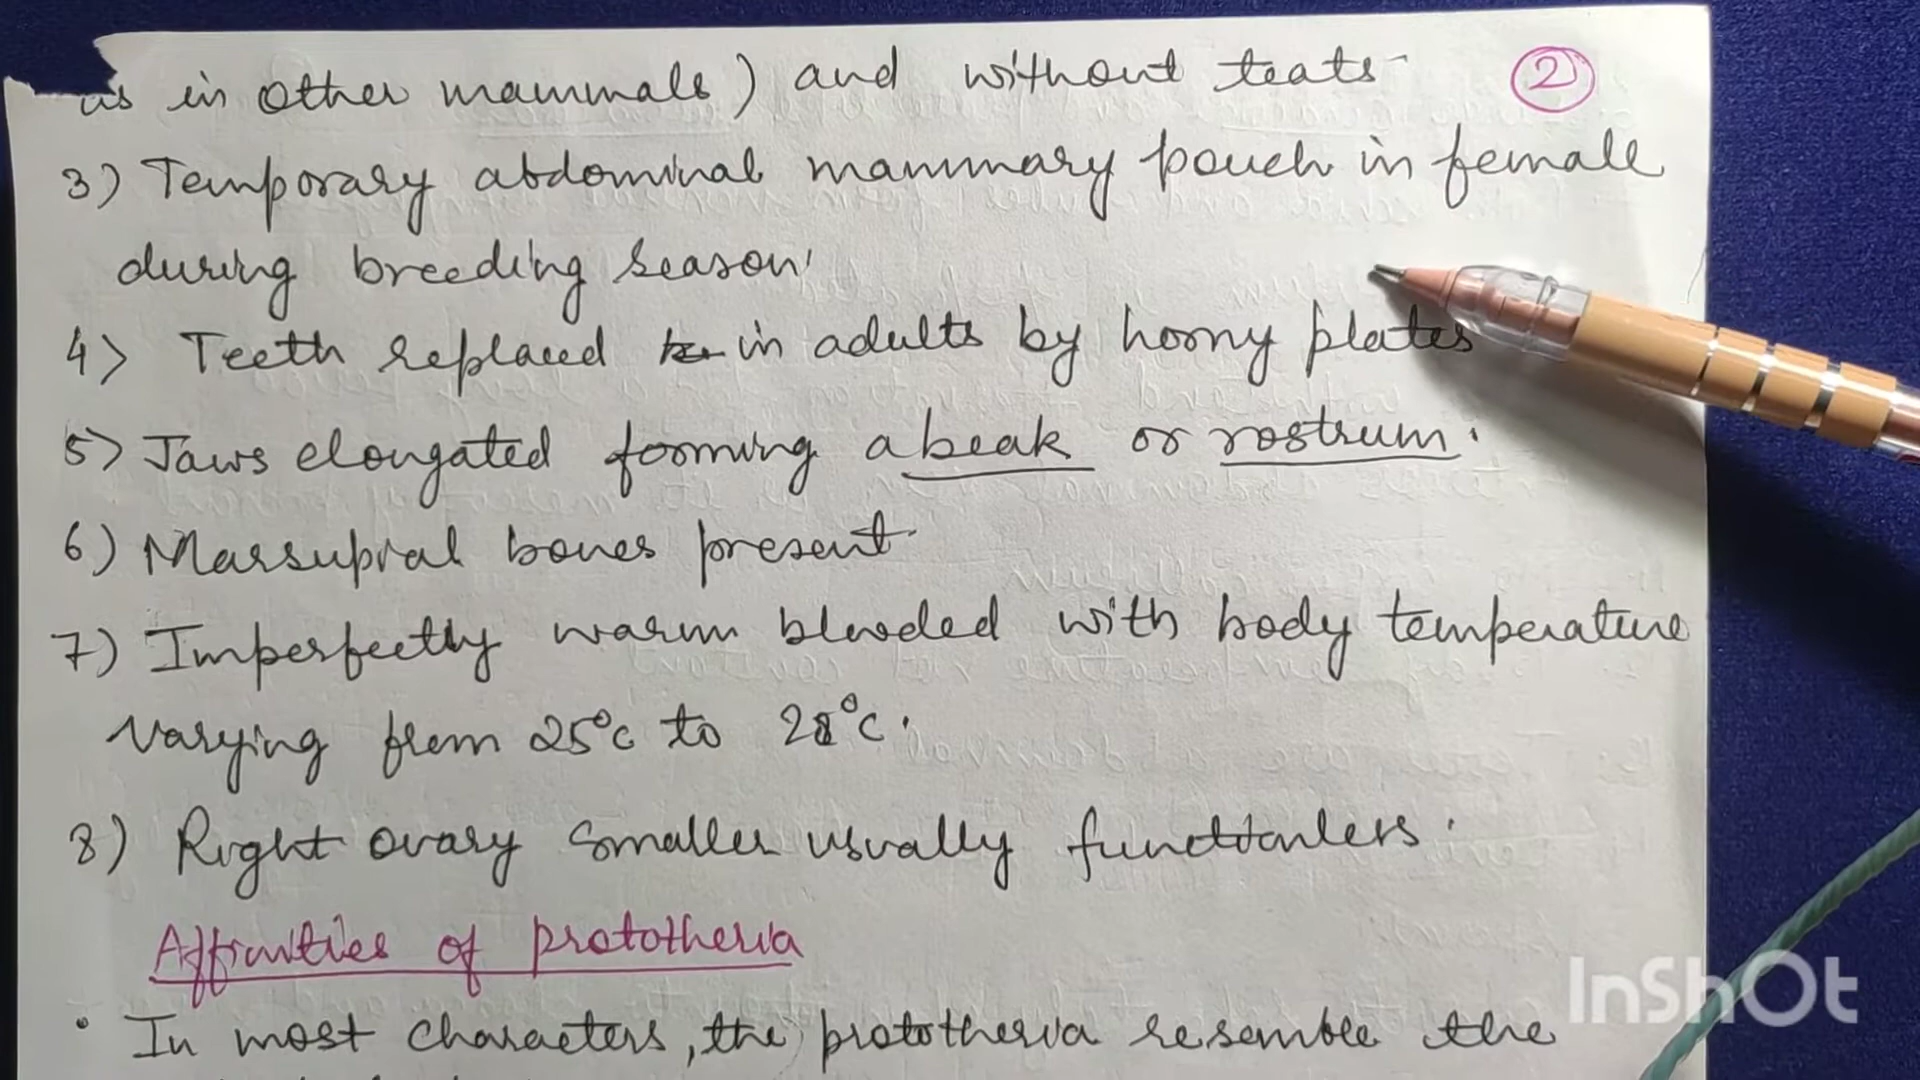 as in other mammals) and without teats
2
3) Temporary abdominal mammary pouch in female
during breeding season
4) Teeth replaced in adults by horny plates
5) Jaws elongated forming a beak or rostrum.
6) Marsupial bones present
7) Imperfectly warm blooded with body temperature
varying from 25°c to 28°c.
8) Right ovary smaller usually functionless.
Affinities of prototheria
• In most characters, the prototheria resemble the
InShOt